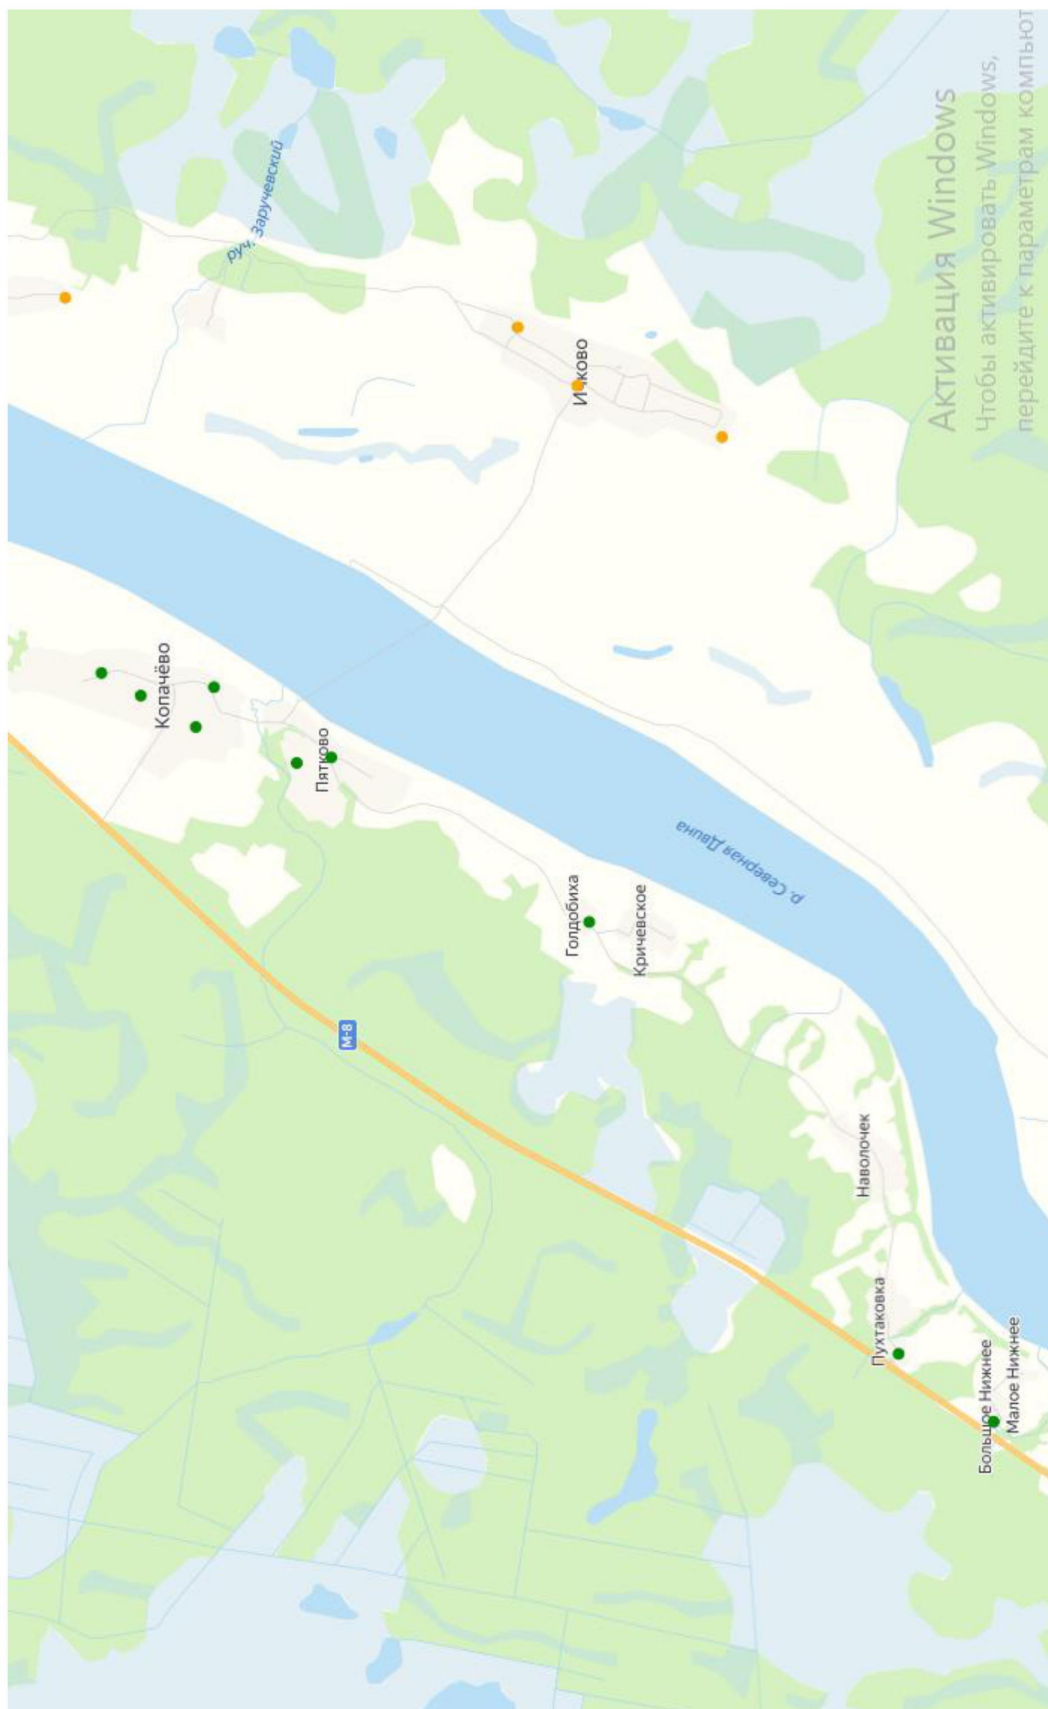 руч. Заручевский
Ичково
Копачёво
Пятково
р. Северная Двина
Голдобиха
Кричевское
М-8
Наволочек
Пухтаковка
Большое Нижнее
Малое Нижнее
Активация Windows
Чтобы активировать Windows,
перейдите к параметрам компьют